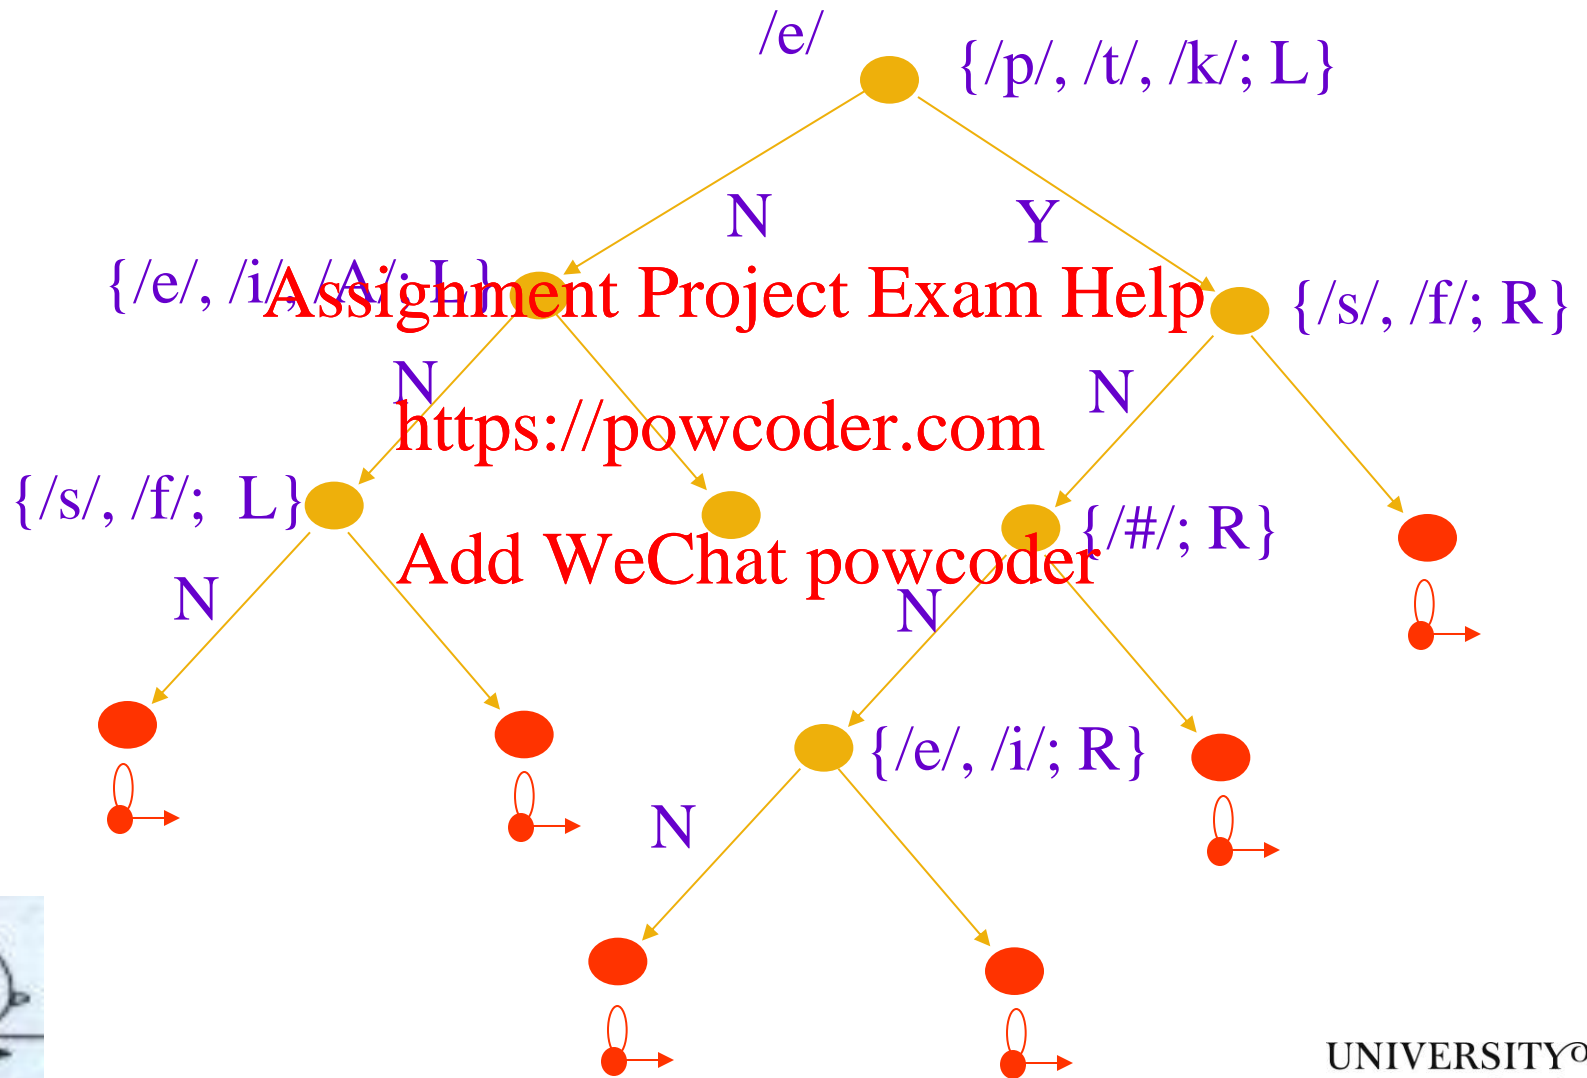 /e/
{/p/, /t/, /k/; L}
N
Y
{/e/, /i/, /A/; L}
Assignment Project Exam Help
{/s/, /f/; R}
N
N
https://powcoder.com
{/s/, /f/; L}
{/#/; R}
Add WeChat powcoder
N
N
{/e/, /i/; R}
N
UNIVERSITY